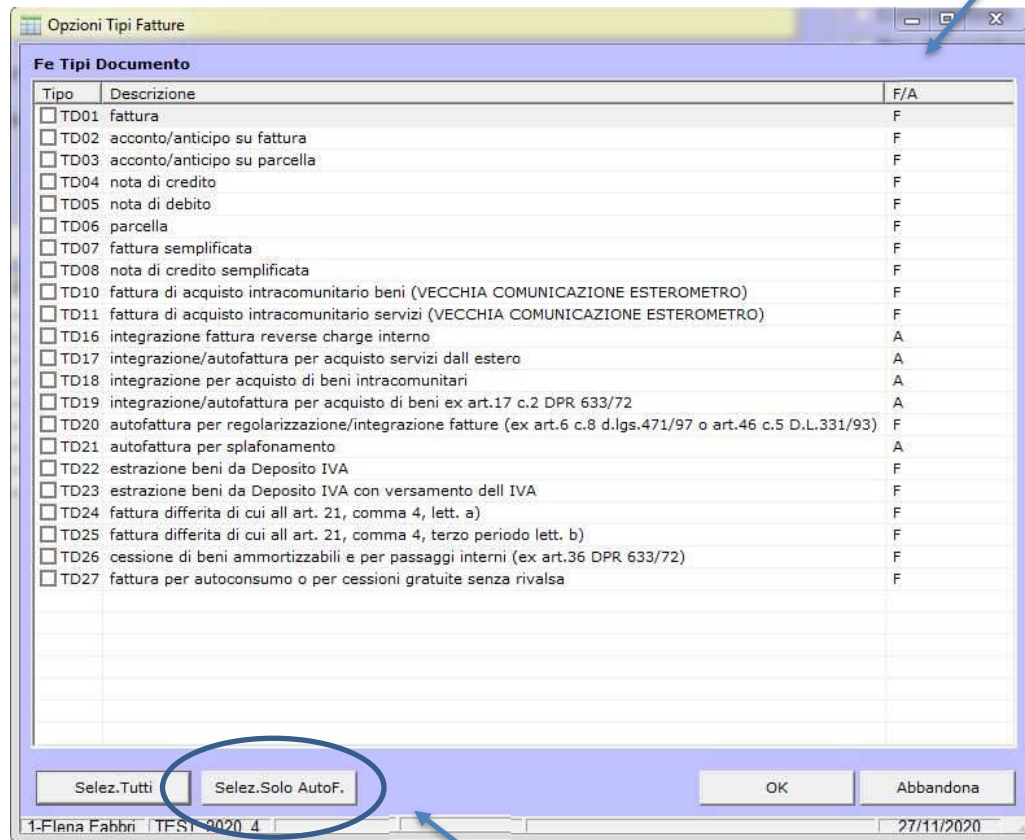 Opzioni Tipi Fatture
Fe Tipi Documento
Tipo Descrizione F/A
TD01 fattura F
TD02 acconto/anticipo su fattura F
TD03 acconto/anticipo su parcella F
TD04 nota di credito F
TD05 nota di debito F
TD06 parcella F
TD07 fattura semplificata F
TD08 nota di credito semplificata F
TD10 fattura di acquisto intracomunitario beni (VECCHIA COMUNICAZIONE ESTEROMETRO) F
TD11 fattura di acquisto intracomunitario servizi (VECCHIA COMUNICAZIONE ESTEROMETRO) F
TD16 integrazione fattura reverse charge interno A
TD17 integrazione/autofattura per acquisto servizi dall estero A
TD18 integrazione per acquisto di beni intracomunitari A
TD19 integrazione/autofattura per acquisto di beni ex art.17 c.2 DPR 633/72 A
TD20 autofattura per regolarizzazione/integrazione fatture (ex art.6 c.8 d.lgs.471/97 o art.46 c.5 D.L.331/93) F
TD21 autofattura per splafonamento A
TD22 estrazione beni da Deposito IVA F
TD23 estrazione beni da Deposito IVA con versamento dell IVA F
TD24 fattura differita di cui all art. 21, comma 4, lett. a) F
TD25 fattura differita di cui all art. 21, comma 4, terzo periodo lett. b) F
TD26 cessione di beni ammortizzabili e per passaggi interni (ex art.36 DPR 633/72) F
TD27 fattura per autoconsumo o per cessioni gratuite senza rivalsa F
Selez.Tutti Selez.Solo AutoF. OK Abbandona
1-Elena Fabbri TEST 2020 4 27/11/2020